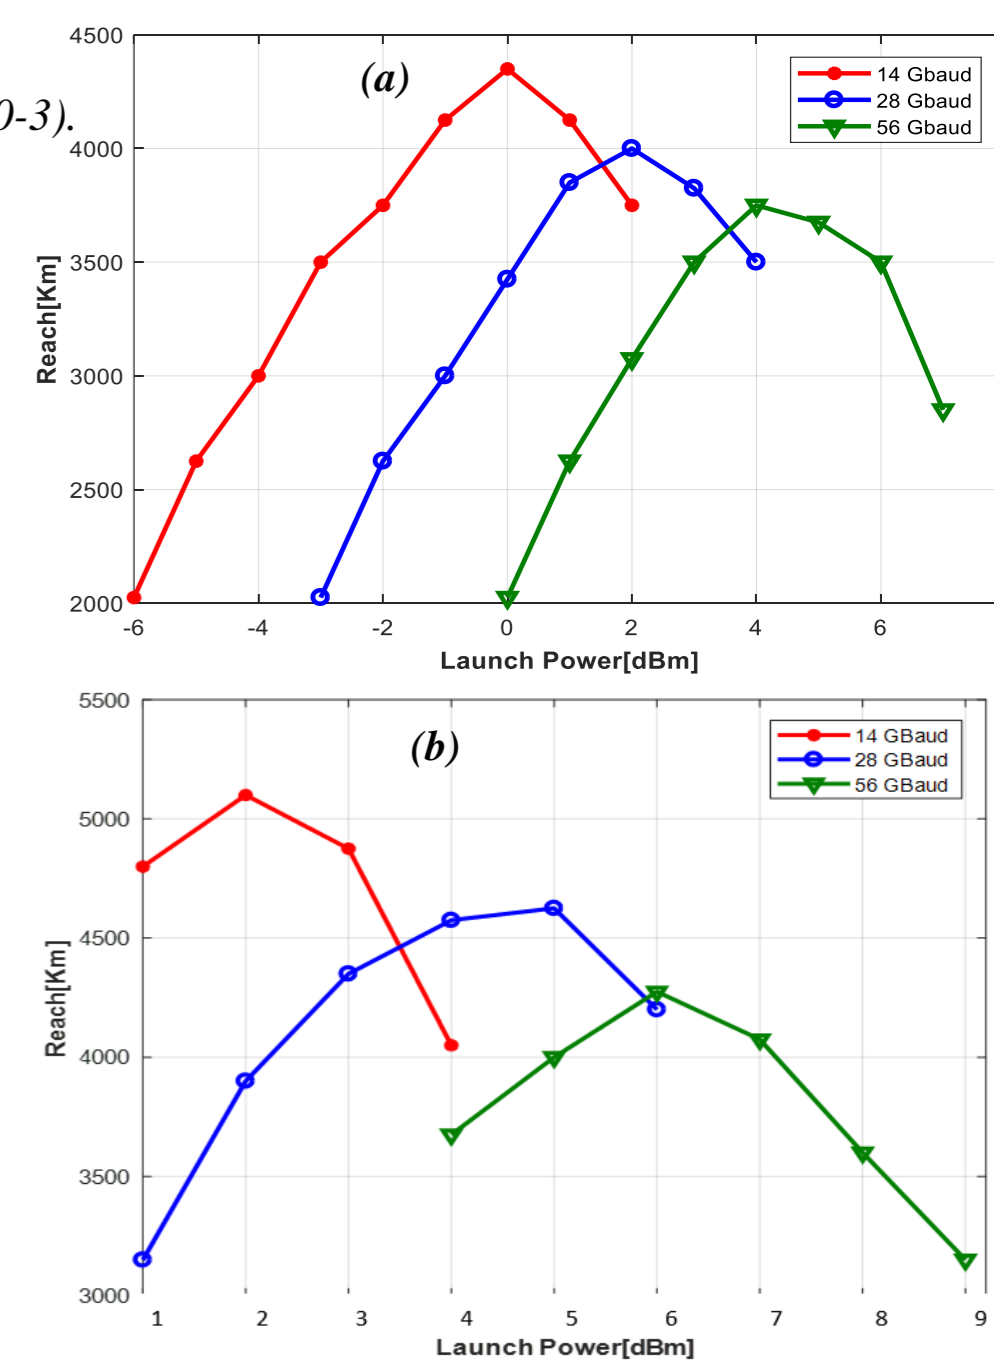 0-3).
(a)
14 Gbaud
28 Gbaud
56 Gbaud
4500
4000
3500
3000
2500
2000
Reach[Km]
-6 -4 -2 0 2 4 6
Launch Power[dBm]
(b)
14 GBaud
28 GBaud
56 GBaud
5500
5000
4500
4000
3500
3000
Reach[Km]
1 2 3 4 5 6 7 8 9
Launch Power[dBm]